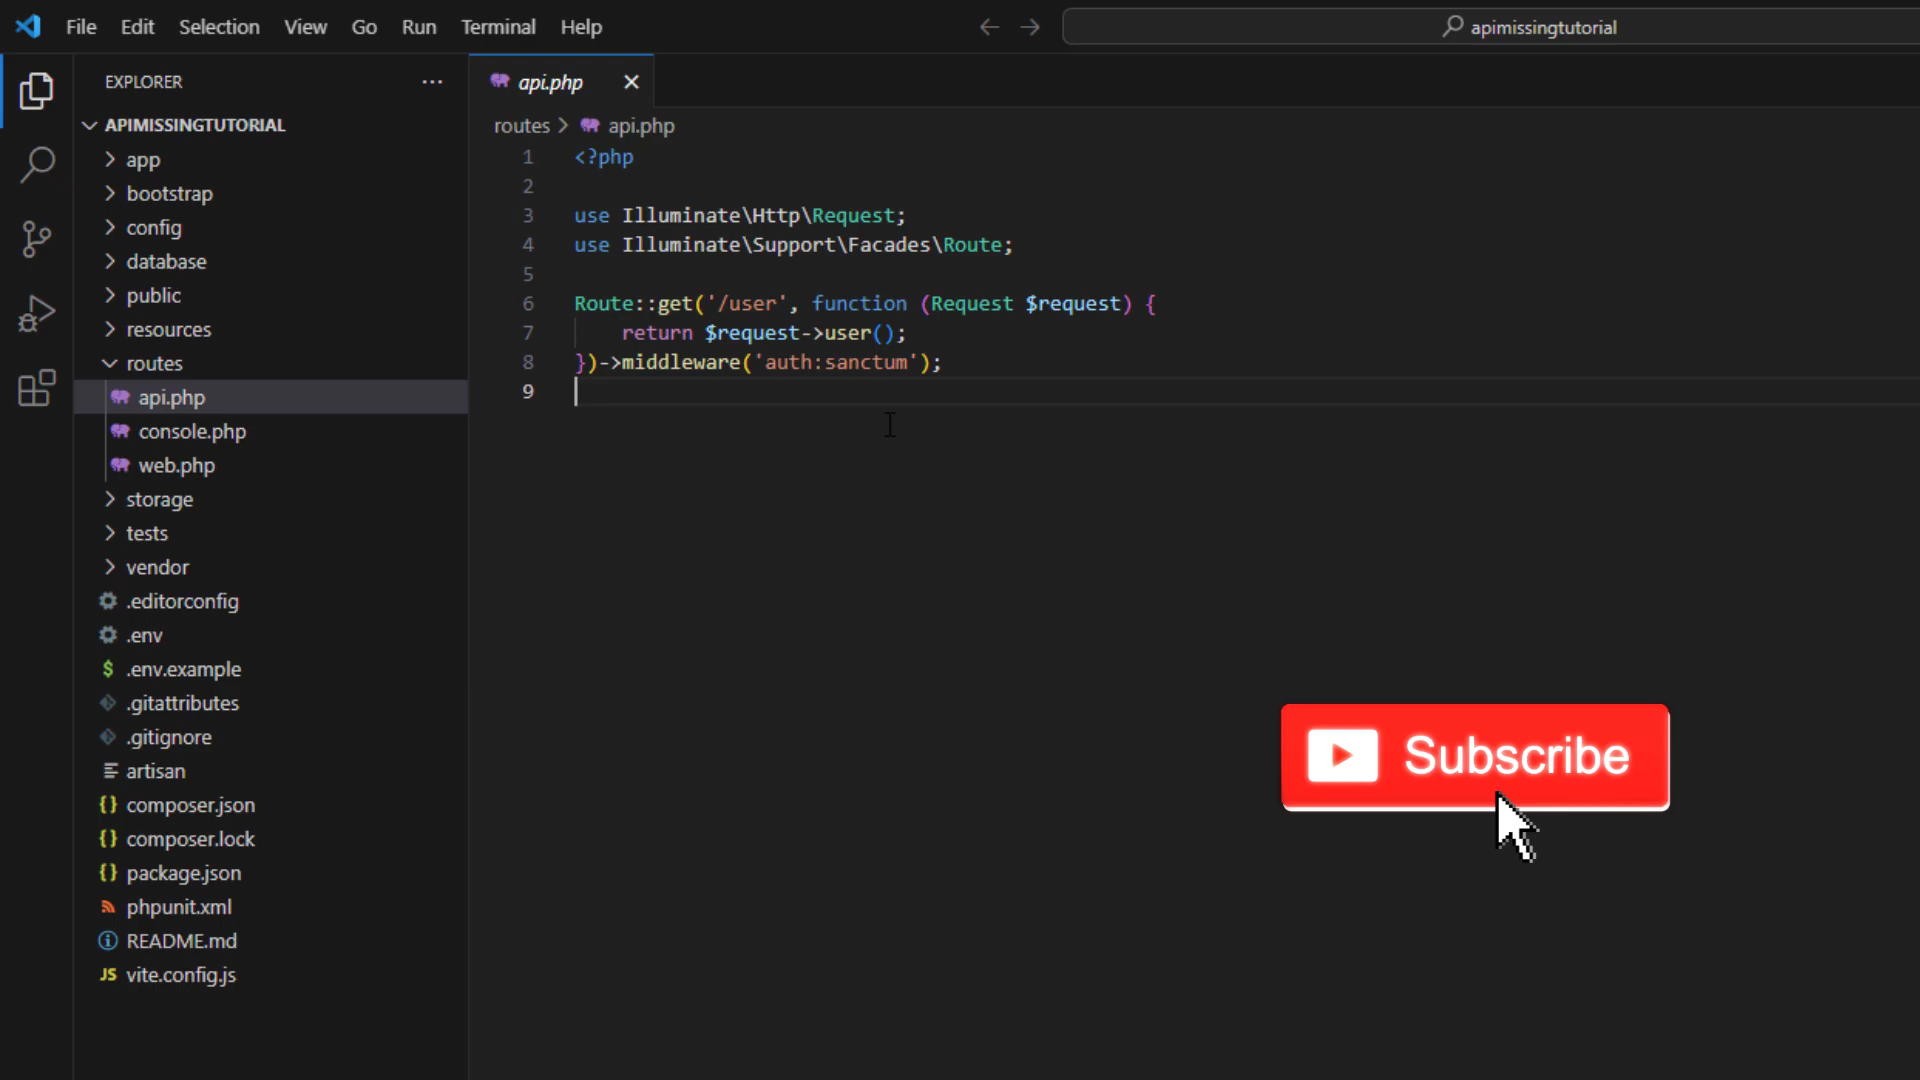 File Edit Selection View Go Run Terminal Help
apimissingtutorial
EXPLORER
APIMISSINGTUTORIAL
app
bootstrap
config
database
public
resources
routes
api.php
console.php
web.php
storage
tests
vendor
.editorconfig
.env
$ .env.example
.gitattributes
.gitignore
artisan
{} composer.json
{} composer.lock
{} package.json
phpunit.xml
README.md
JS vite.config.js
api.php
routes > api.php
1 <?php
2
3 use Illuminate\Http\Request;
4 use Illuminate\Support\Facades\Route;
5
6 Route::get('/user', function (Request $request) {
7 return $request->user();
8 })->middleware('auth:sanctum');
9
Subscribe